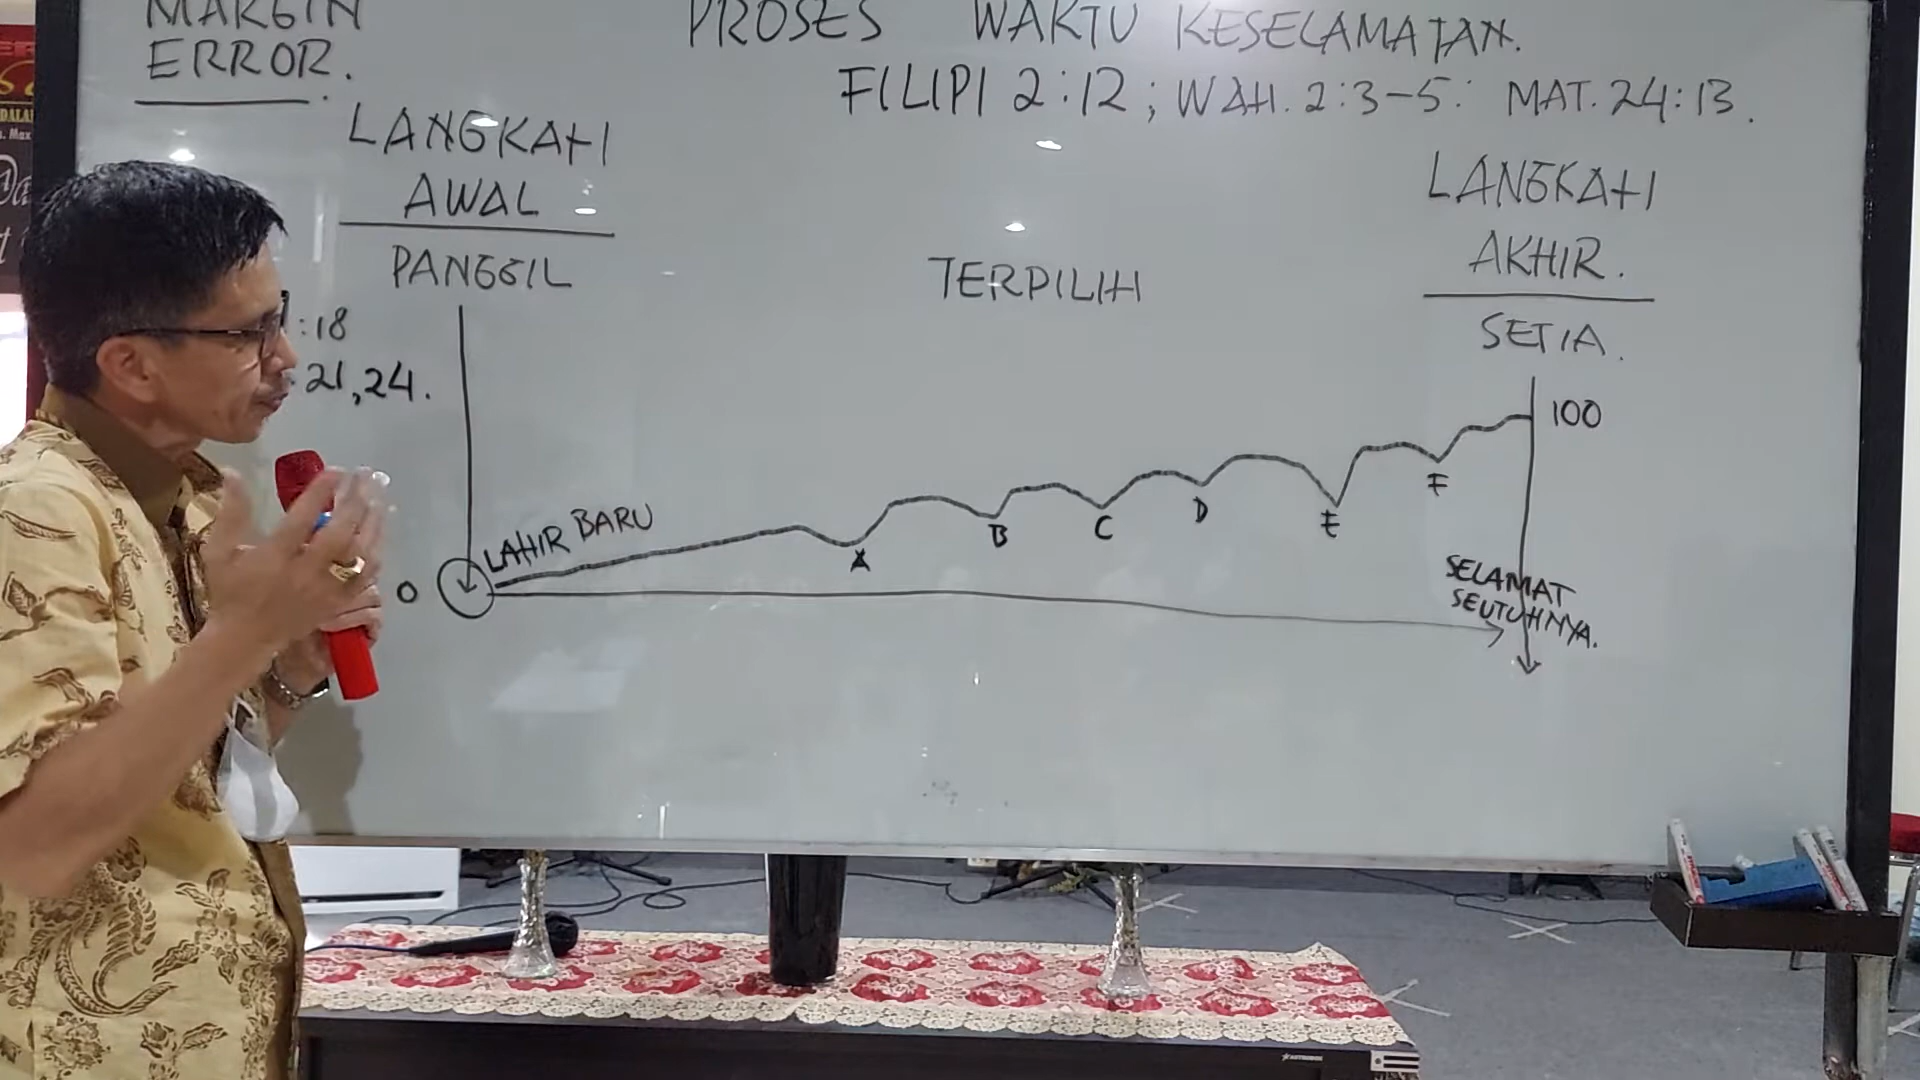 MARGIN
ERROR.
PROSES WAKTU KESELAMATAN.
FILIPI 2:12; WAH. 2:3-5: MAT. 24:13.
LANGKAH
AWAL
PANGGIL
:18
21,24.
TERPILIH
LANGKAH
AKHIR.
SETIA.
100
LAHIR BARU
0
A
B
C
D
E
F
SELAMAT
SEUTUHNYA.